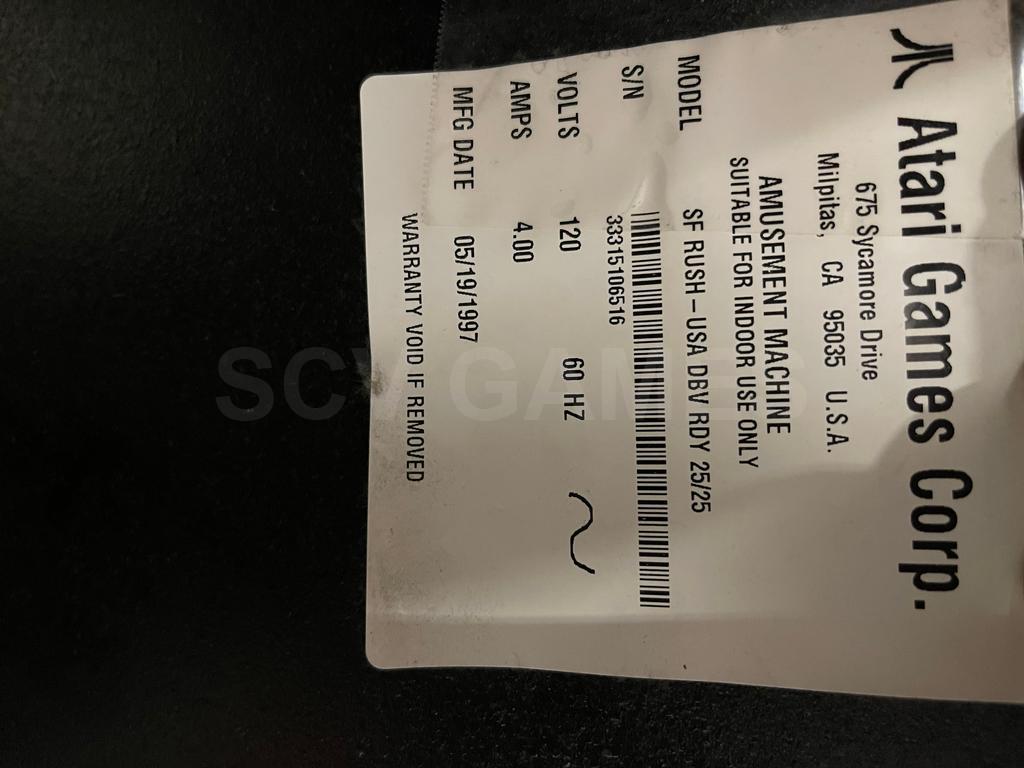 Atari Games Corp.
675 Sycamore Drive
Milpitas, CA 95035 U.S.A.
AMUSEMENT MACHINE
SUITABLE FOR INDOOR USE ONLY
MODEL SF RUSH-USA DBV RDY 25/25
S/N
33315106516
VOLTS 120 60 HZ
AMPS 4.00
MFG DATE 05/19/1997
WARRANTY VOID IF REMOVED
SCY GAMES